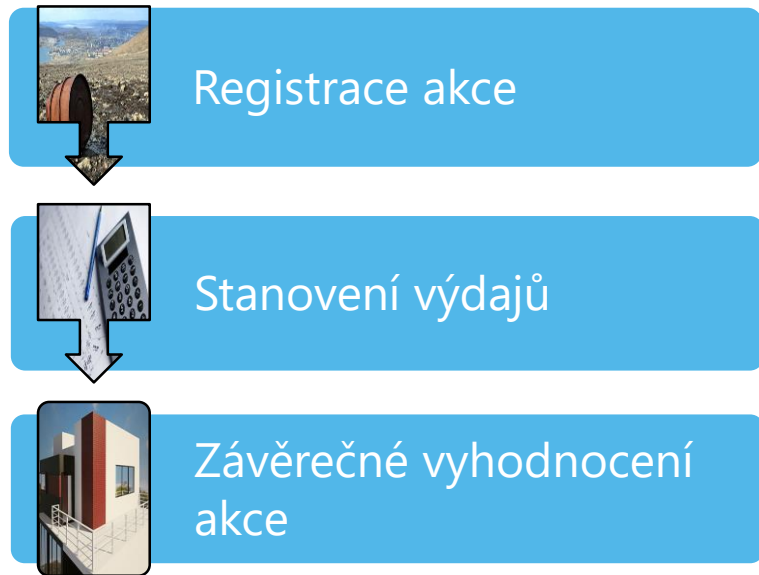 Registrace akce
Stanovení výdajů
Závěrečné vyhodnocení
akce